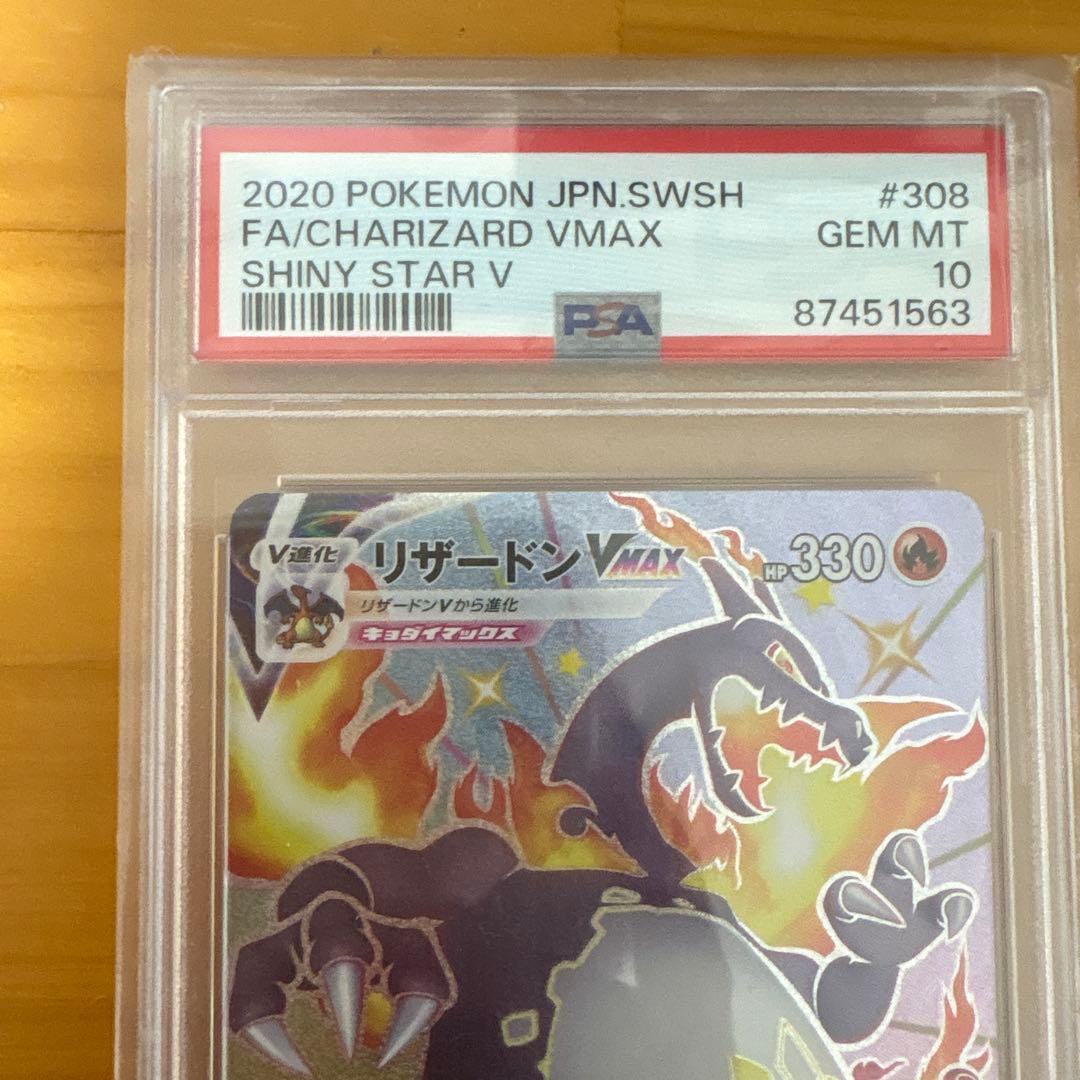 2020 POKEMON JPN.SWSH #308
FA/CHARIZARD VMAX GEM MT
SHINY STAR V 10
PSA 87451563
V進化 リザードンVMAX HP330
リザードンVから進化
キョダイマックス